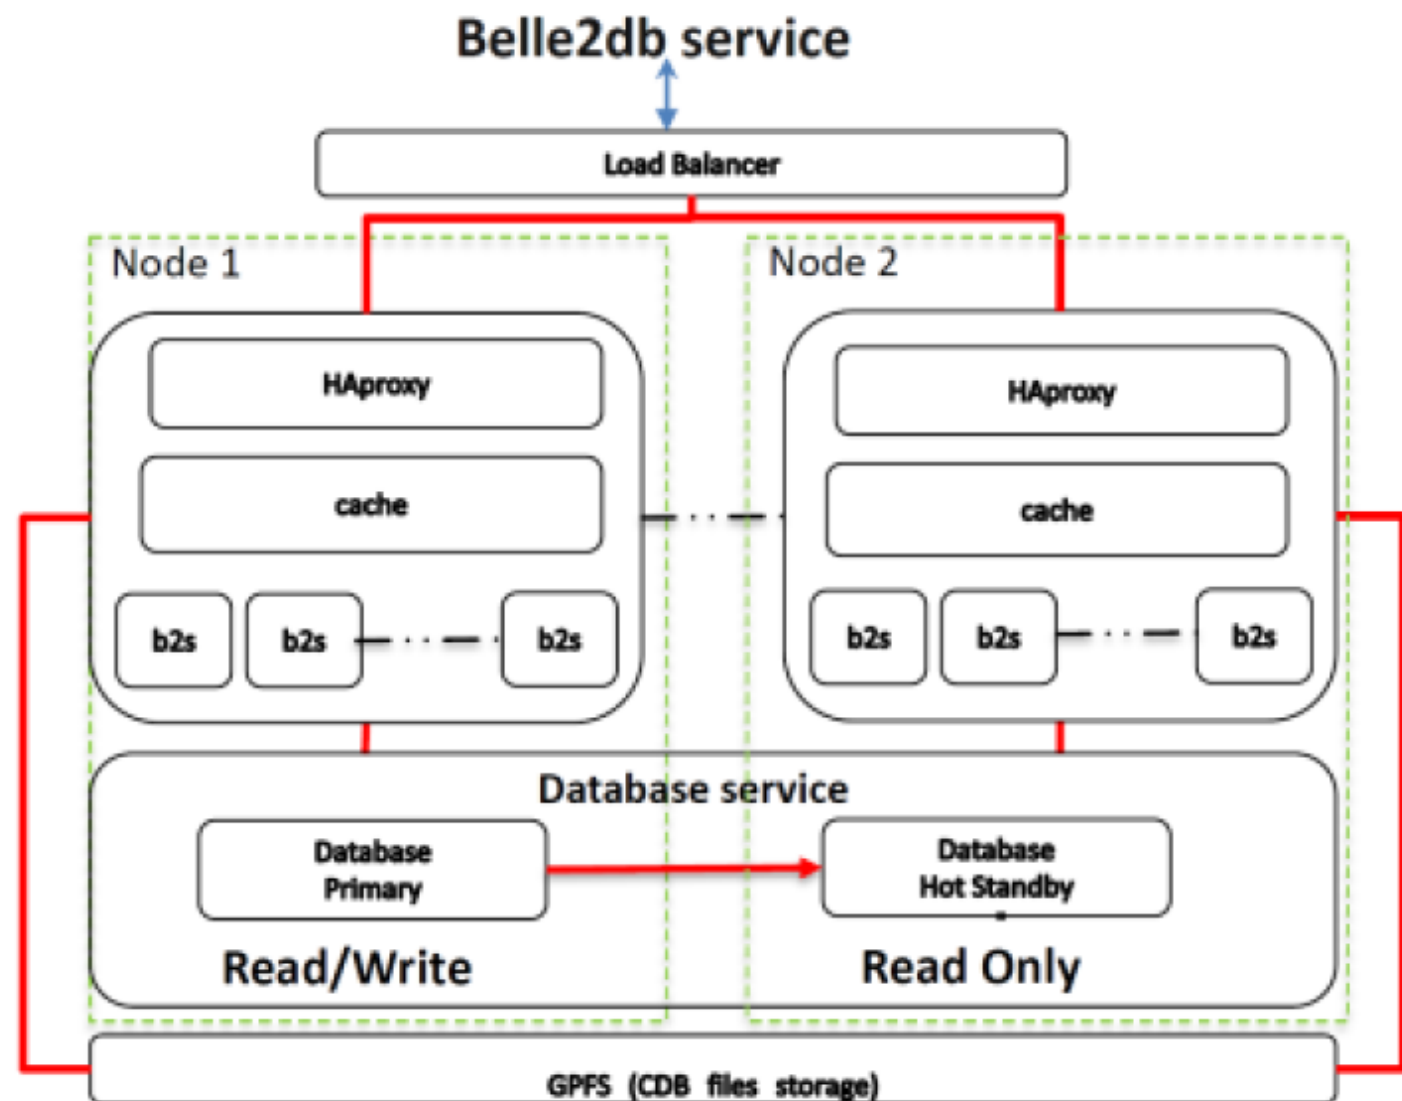 Belle2db service
Load Balancer
Node 1
Node 2
HAproxy
HAproxy
cache
cache
b2s b2s b2s
b2s b2s b2s
Database service
Database
Primary
Database
Hot Standby
Read/Write
Read Only
GPFS (CDB files storage)